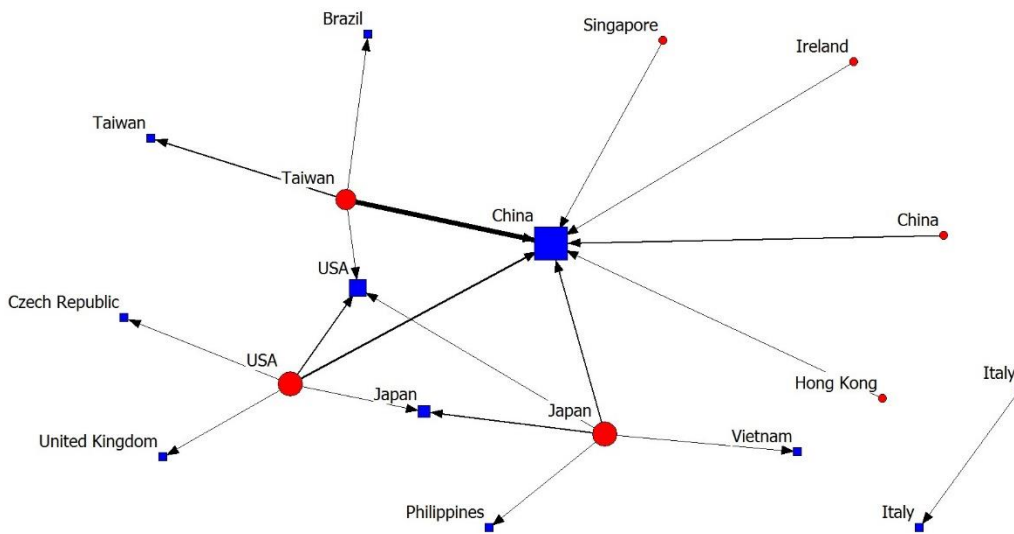 Brazil
Singapore
Ireland
Taiwan
Taiwan
China
China
USA
Czech Republic
USA
Japan
Japan
Hong Kong
Italy
United Kingdom
Vietnam
Philippines
Italy